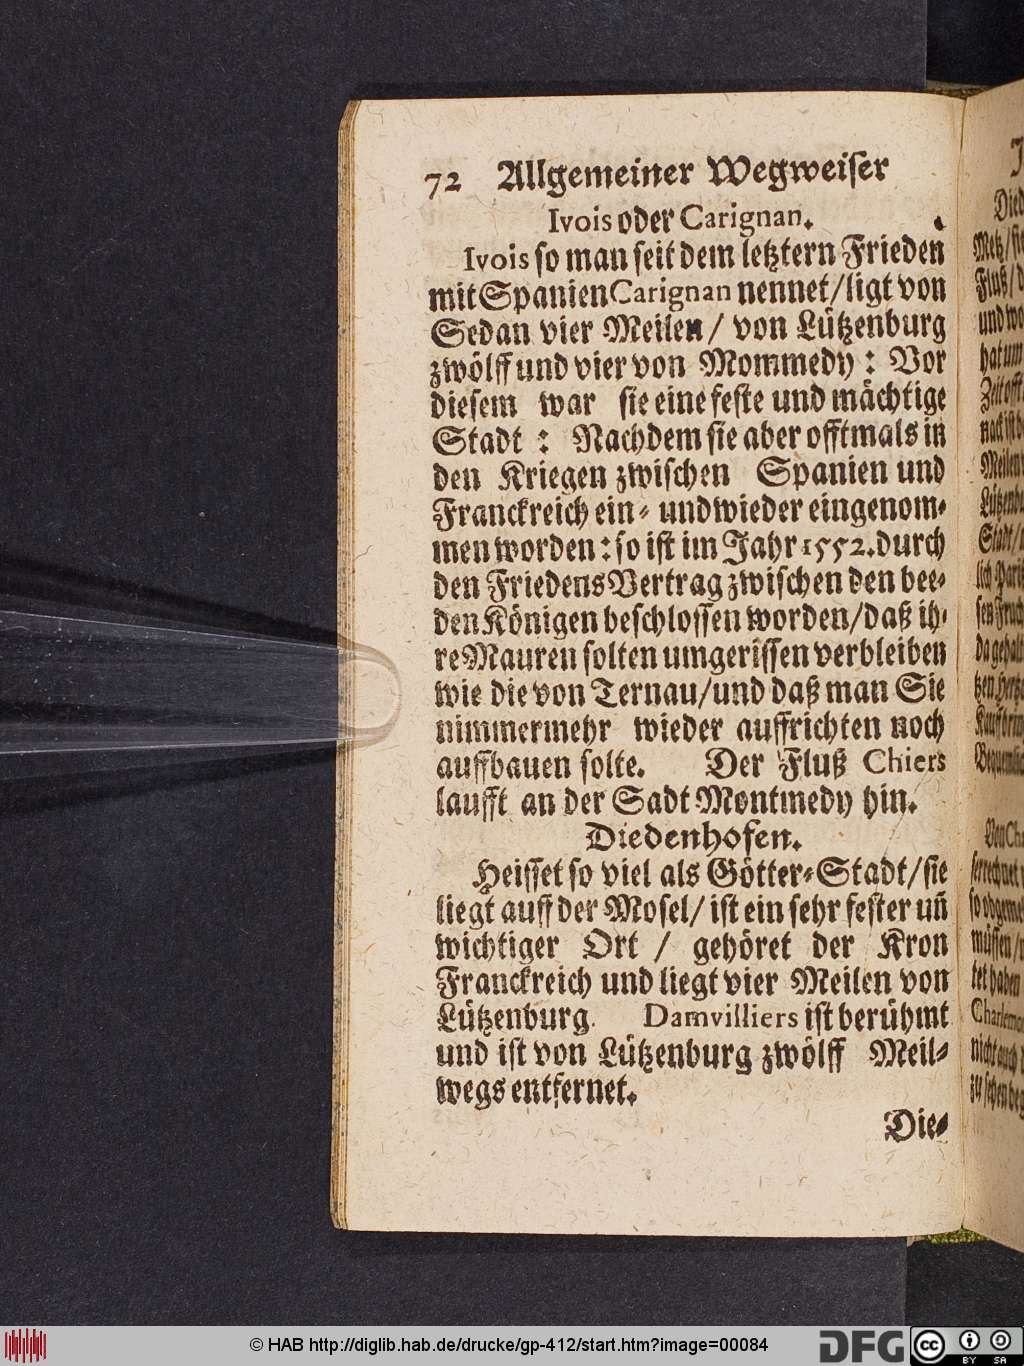 72 Allgemeiner Wegweiser
Ivois oder Carignan.
Ivois so man seit dem letztern Frieden
mit Spanien Carignan nennet/ ligt von
Sedan vier Meilen/ von Lützenburg
zwölff und vier von Mommedy: Vor
diesem war sie eine feste und mächtige
Stadt: Nachdem sie aber offtmals in
den Kriegen zwischen Spanien und
Franckreich ein- und wieder eingenom-
men worden: so ist im Jahr 1552. durch
den Friedens Vertrag zwischen den bee-
den Königen beschlossen worden/ daß ih-
re Mauren solten umgerissen verbleiben
wie die von Ternau/ und daß man Sie
nimmermehr wieder auffrichten noch
auffbauen solte. Der Fluß Chiers
laufft an der Sadt Montmedy hin.
Diedenhofen.
Heisset so viel als Götter-Stadt/ sie
liegt auff der Mosel/ ist ein sehr fester uñ
wichtiger Ort / gehöret der Kron
Franckreich und liegt vier Meilen von
Lützenburg. Damvilliers ist berühmt
und ist von Lützenburg zwölff Meil-
wegs entfernet.
Die-
© HAB http://diglib.hab.de/drucke/gp-412/start.htm?image=00084
DFG
cc BY SA